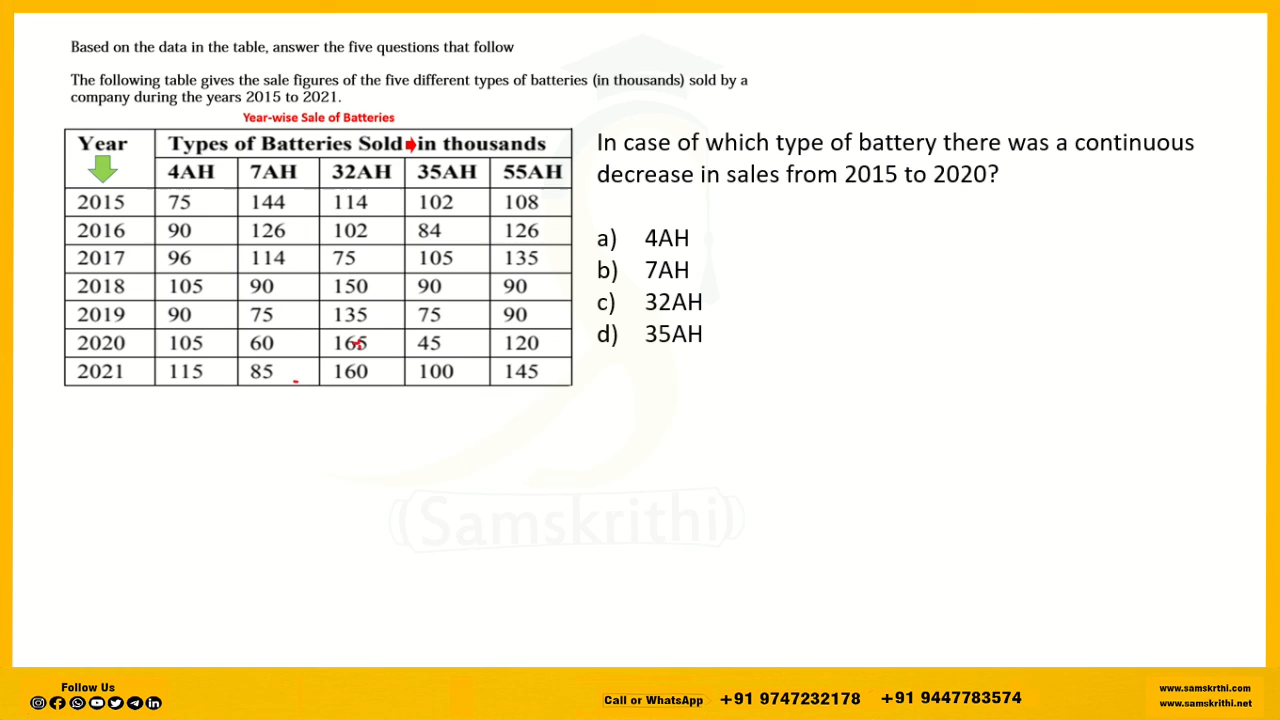 Based on the data in the table, answer the five questions that follow
The following table gives the sale figures of the five different types of batteries (in thousands) sold by a
company during the years 2015 to 2021.
Year-wise Sale of Batteries
Year Types of Batteries Sold in thousands
4AH 7AH 32AH 35AH 55AH
2015 75 144 114 102 108
2016 90 126 102 84 126
2017 96 114 75 105 135
2018 105 90 150 90 90
2019 90 75 135 75 90
2020 105 60 165 45 120
2021 115 85 160 100 145
In case of which type of battery there was a continuous
decrease in sales from 2015 to 2020?
a) 4AH
b) 7AH
c) 32AH
d) 35AH
(Samskrithi)
Follow Us
Call or WhatsApp +91 9747232178 +91 9447783574
www.samskrthi.com
www.samskrithi.net